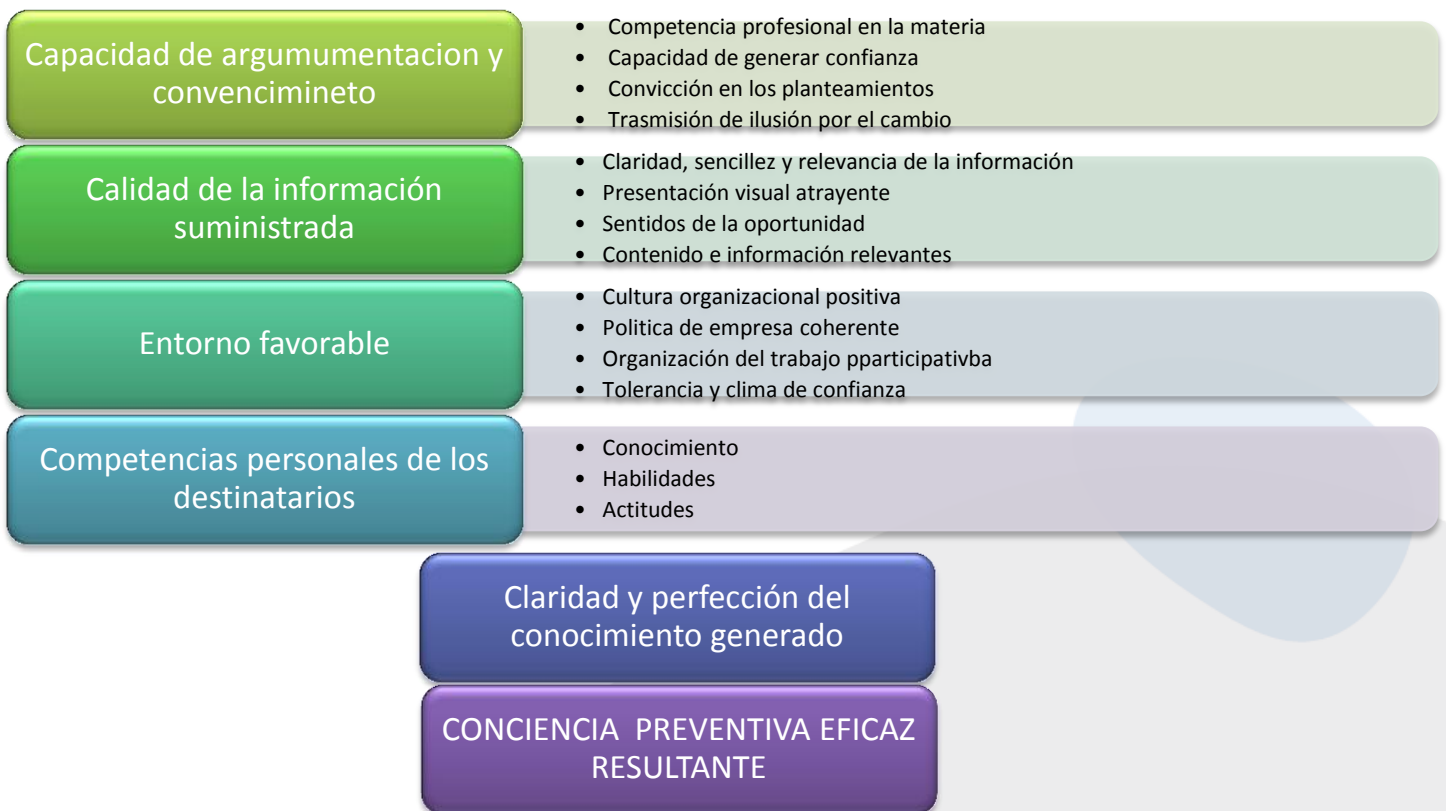 Capacidad de argumumentacion y
convencimineto
• Competencia profesional en la materia
• Capacidad de generar confianza
• Convicción en los planteamientos
• Trasmisión de ilusión por el cambio
Calidad de la información
suministrada
• Claridad, sencillez y relevancia de la información
• Presentación visual atrayente
• Sentidos de la oportunidad
• Contenido e información relevantes
Entorno favorable
• Cultura organizacional positiva
• Politica de empresa coherente
• Organización del trabajo pparticipativba
• Tolerancia y clima de confianza
Competencias personales de los
destinatarios
• Conocimiento
• Habilidades
• Actitudes
Claridad y perfección del
conocimiento generado
CONCIENCIA PREVENTIVA EFICAZ
RESULTANTE